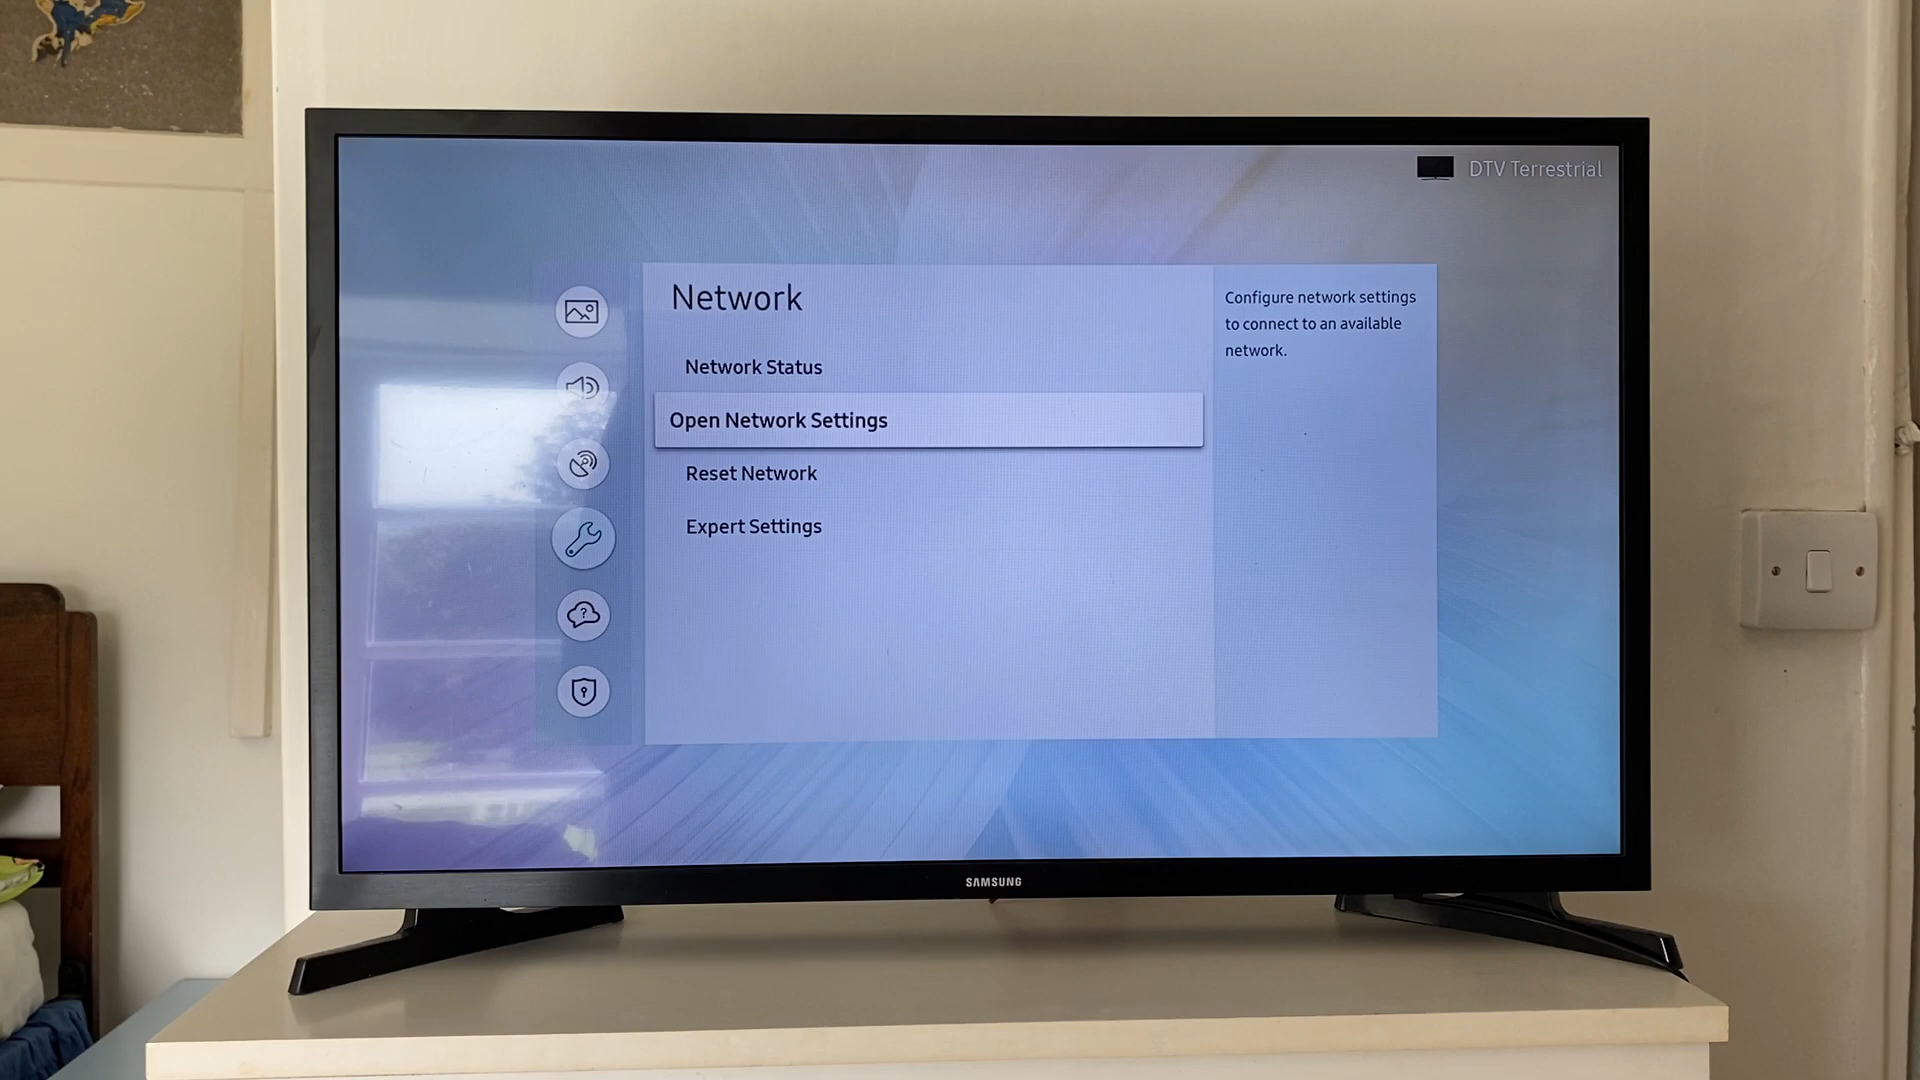 DTV Terrestrial
Network
Network Status
Open Network Settings
Reset Network
Expert Settings
Configure network settings
to connect to an available
network.
SAMSUNG